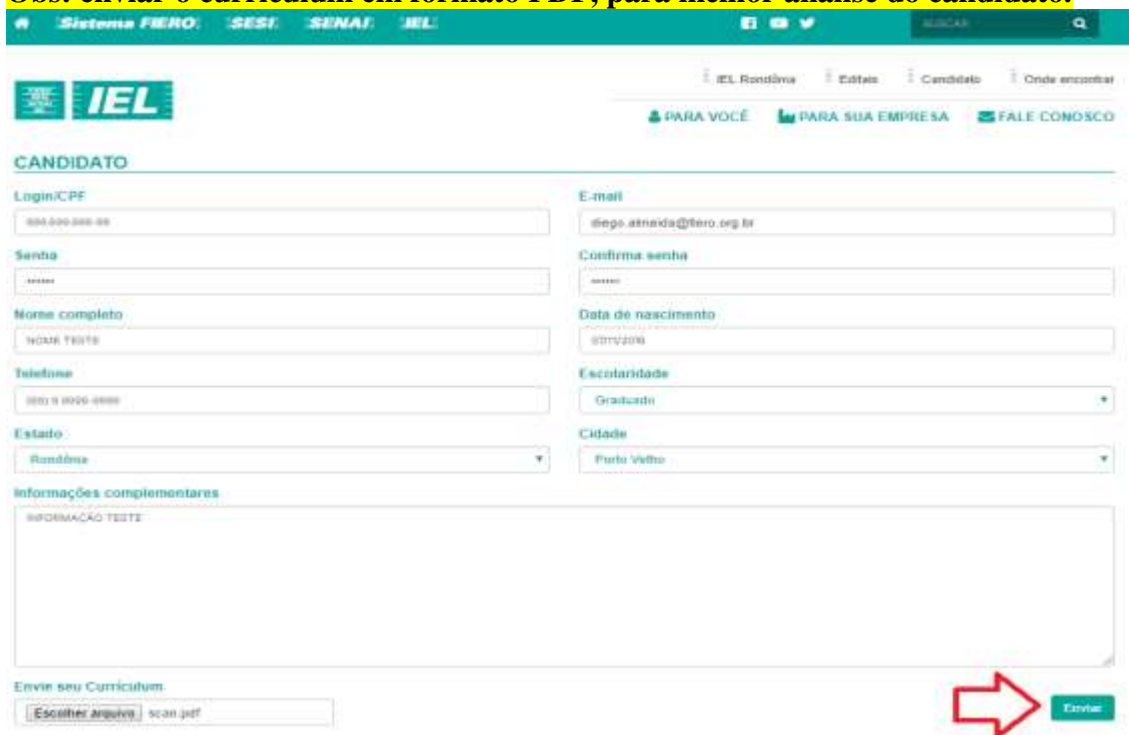 Obs: enviar o curriculum em formato PDF, para melhor análise do candidato.
Sistema FIERO: SESI: SENAI: IEL: BUSCAR
IEL Rondônia Editais Candidato Onde encontrar
IEL
PARA VOCÊ PARA SUA EMPRESA FALE CONOSCO
CANDIDATO
Login/CPF E-mail
diego.almeida@fiero.org.br
Senha Confirma senha
•••••• ••••••
Nome completo Data de nascimento
NOME TESTE
Telefone Escolaridade
Graduado
Estado Cidade
Rondônia Porto Velho
Informações complementares
INFORMAÇÃO TESTE
Envie seu Curriculum
Escolher arquivo scan.pdf Enviar